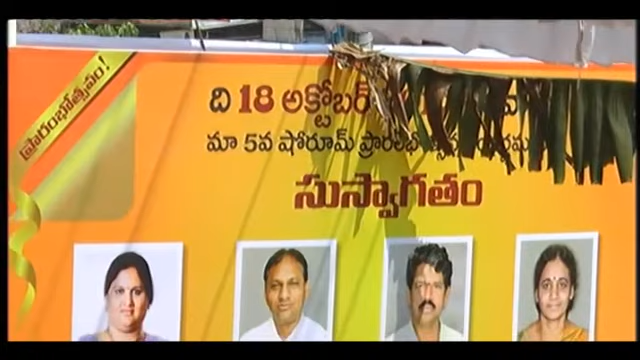 ప్రారంభోత్సవం!
ది 18 అక్టోబర్
మా 5వ షోరూమ్ ప్రారంభ
సుస్వాగతం